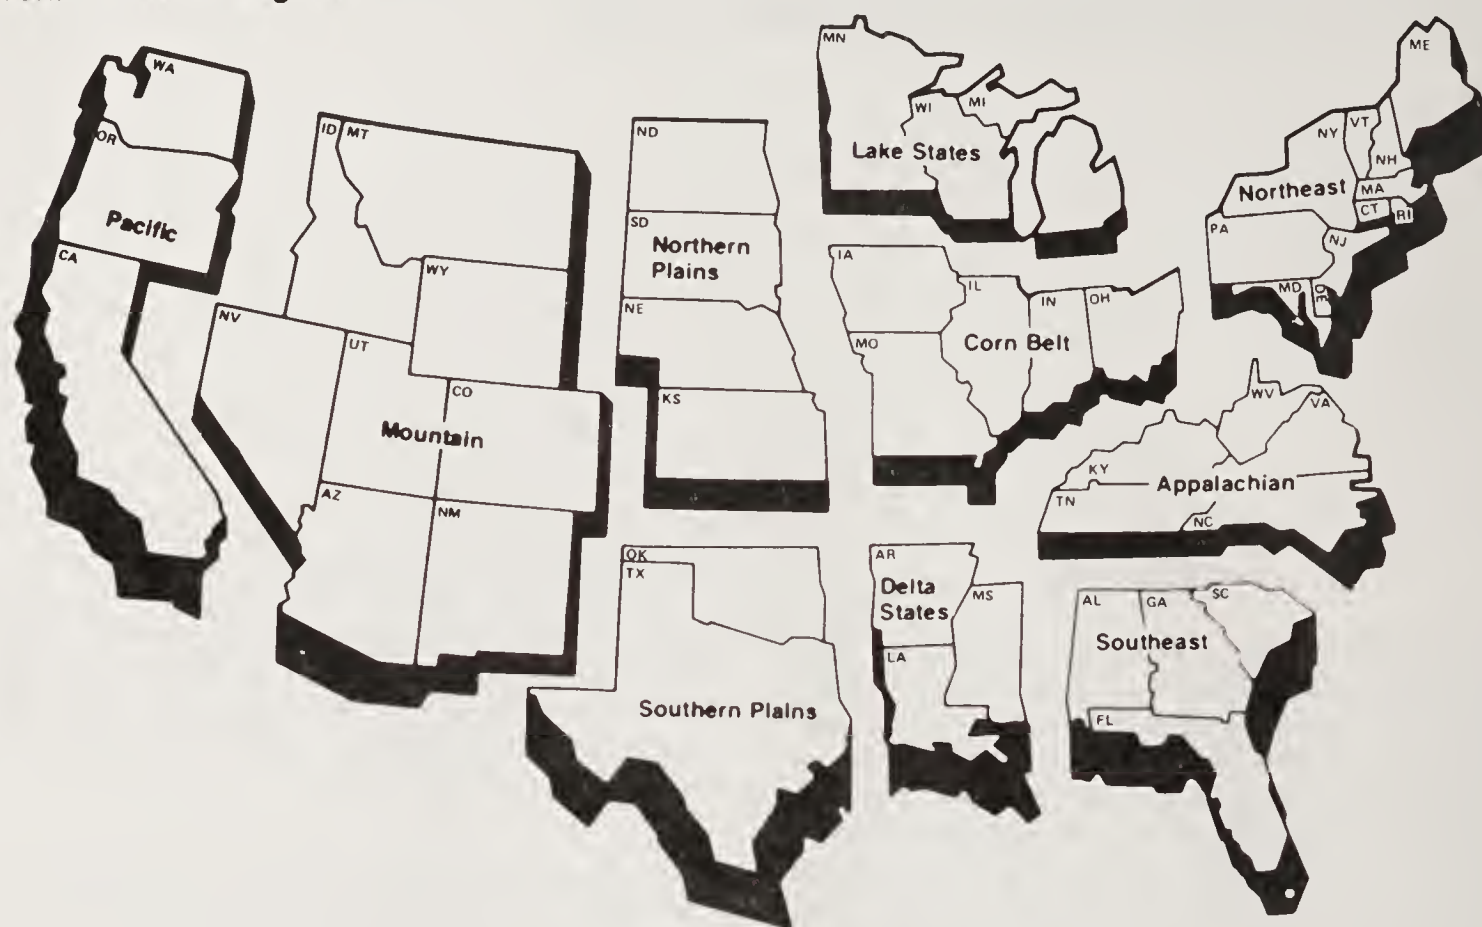 WA
OR
Pacific
CA
ID
MT
WY
NV
UT
CO
Mountain
AZ
NM
ND
SD
Northern
Plains
NE
KS
OK
TX
Southern Plains
MN
WI
MI
Lake States
IA
IL
IN
OH
MO
Corn Belt
AR
Delta
States
MS
LA
ME
VT
NY
NH
Northeast
MA
CT
RI
PA
NJ
MD
DE
WV
VA
KY
Appalachian
TN
NC
AL
GA
SC
Southeast
FL